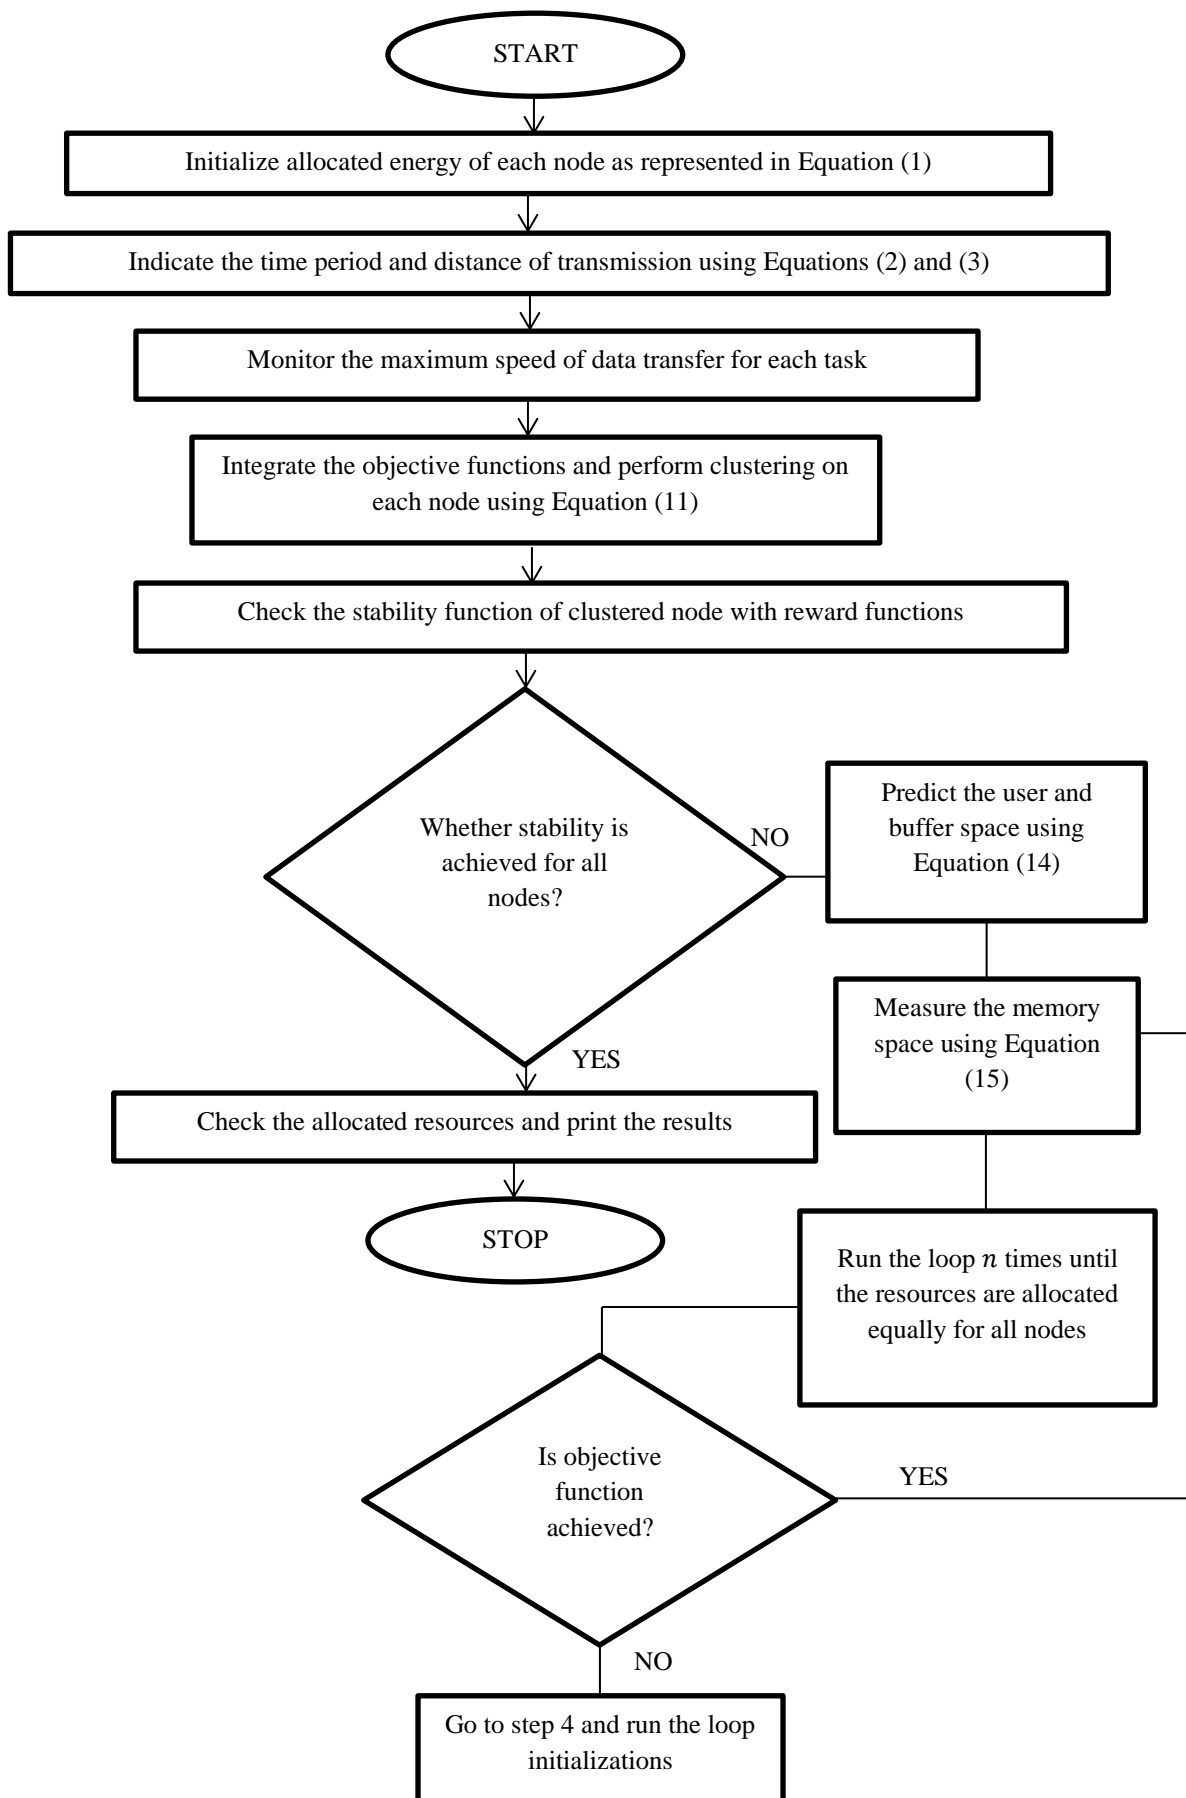 START
Initialize allocated energy of each node as represented in Equation (1)
Indicate the time period and distance of transmission using Equations (2) and (3)
Monitor the maximum speed of data transfer for each task
Integrate the objective functions and perform clustering on
each node using Equation (11)
Check the stability function of clustered node with reward functions
Whether stability is
achieved for all
nodes?
NO
Predict the user and
buffer space using
Equation (14)
Measure the memory
space using Equation
(15)
YES
Check the allocated resources and print the results
STOP
Run the loop n times until
the resources are allocated
equally for all nodes
Is objective
function
achieved?
YES
NO
Go to step 4 and run the loop
initializations